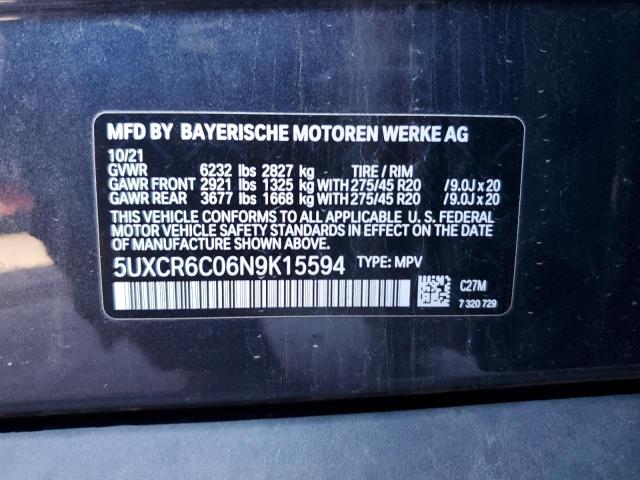 MFD BY BAYERISCHE MOTOREN WERKE AG
10/21
GVWR 6232 lbs 2827 kg TIRE / RIM
GAWR FRONT 2921 lbs 1325 kg WITH 275/45 R20 / 9.0J x 20
GAWR REAR 3677 lbs 1668 kg WITH 275/45 R20 / 9.0J x 20
THIS VEHICLE CONFORMS TO ALL APPLICABLE U. S. FEDERAL
MOTOR VEHICLE SAFETY STANDARDS IN EFFECT ON THE
DATE OF MANUFACTURE SHOWN ABOVE.
5UXCR6C06N9K15594 TYPE: MPV
C27M
7 320 729